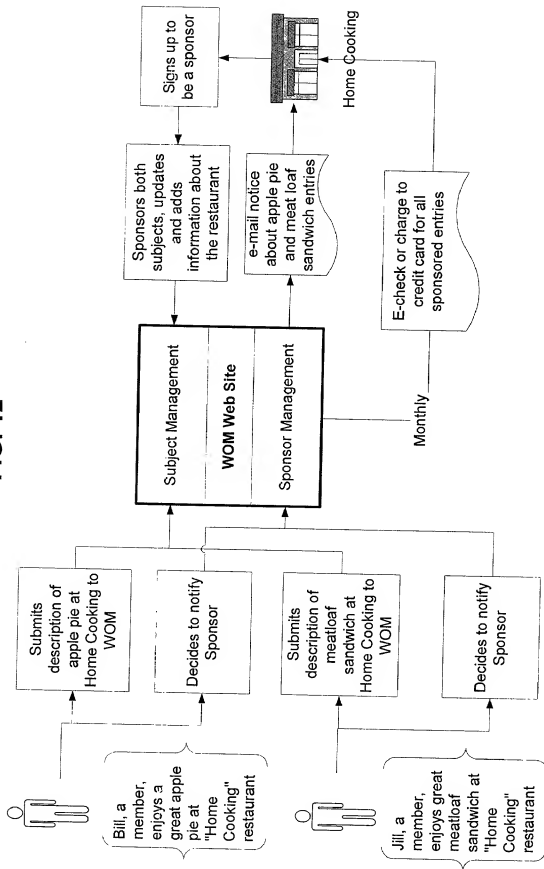 Bill, a
member,
enjoys a
great apple
pie at
"Home
Cooking"
restaurant
Submits
description of
apple pie at
Home Cooking to
WOM
Decides to notify
Sponsor
Jill, a
member,
enjoys great
meatloaf
sandwich at
"Home
Cooking"
restaurant
Submits
description of
meatloaf
sandwich at
Home Cooking to
WOM
Decides to notify
Sponsor
Subject Management
WOM Web Site
Sponsor Management
Monthly
Sponsors both
subjects, updates
and adds
information about
the restaurant
Signs up to
be a sponsor
e-mail notice
about apple pie
and meat loaf
sandwich entries
Home Cooking
E-check or charge to
credit card for all
sponsored entries